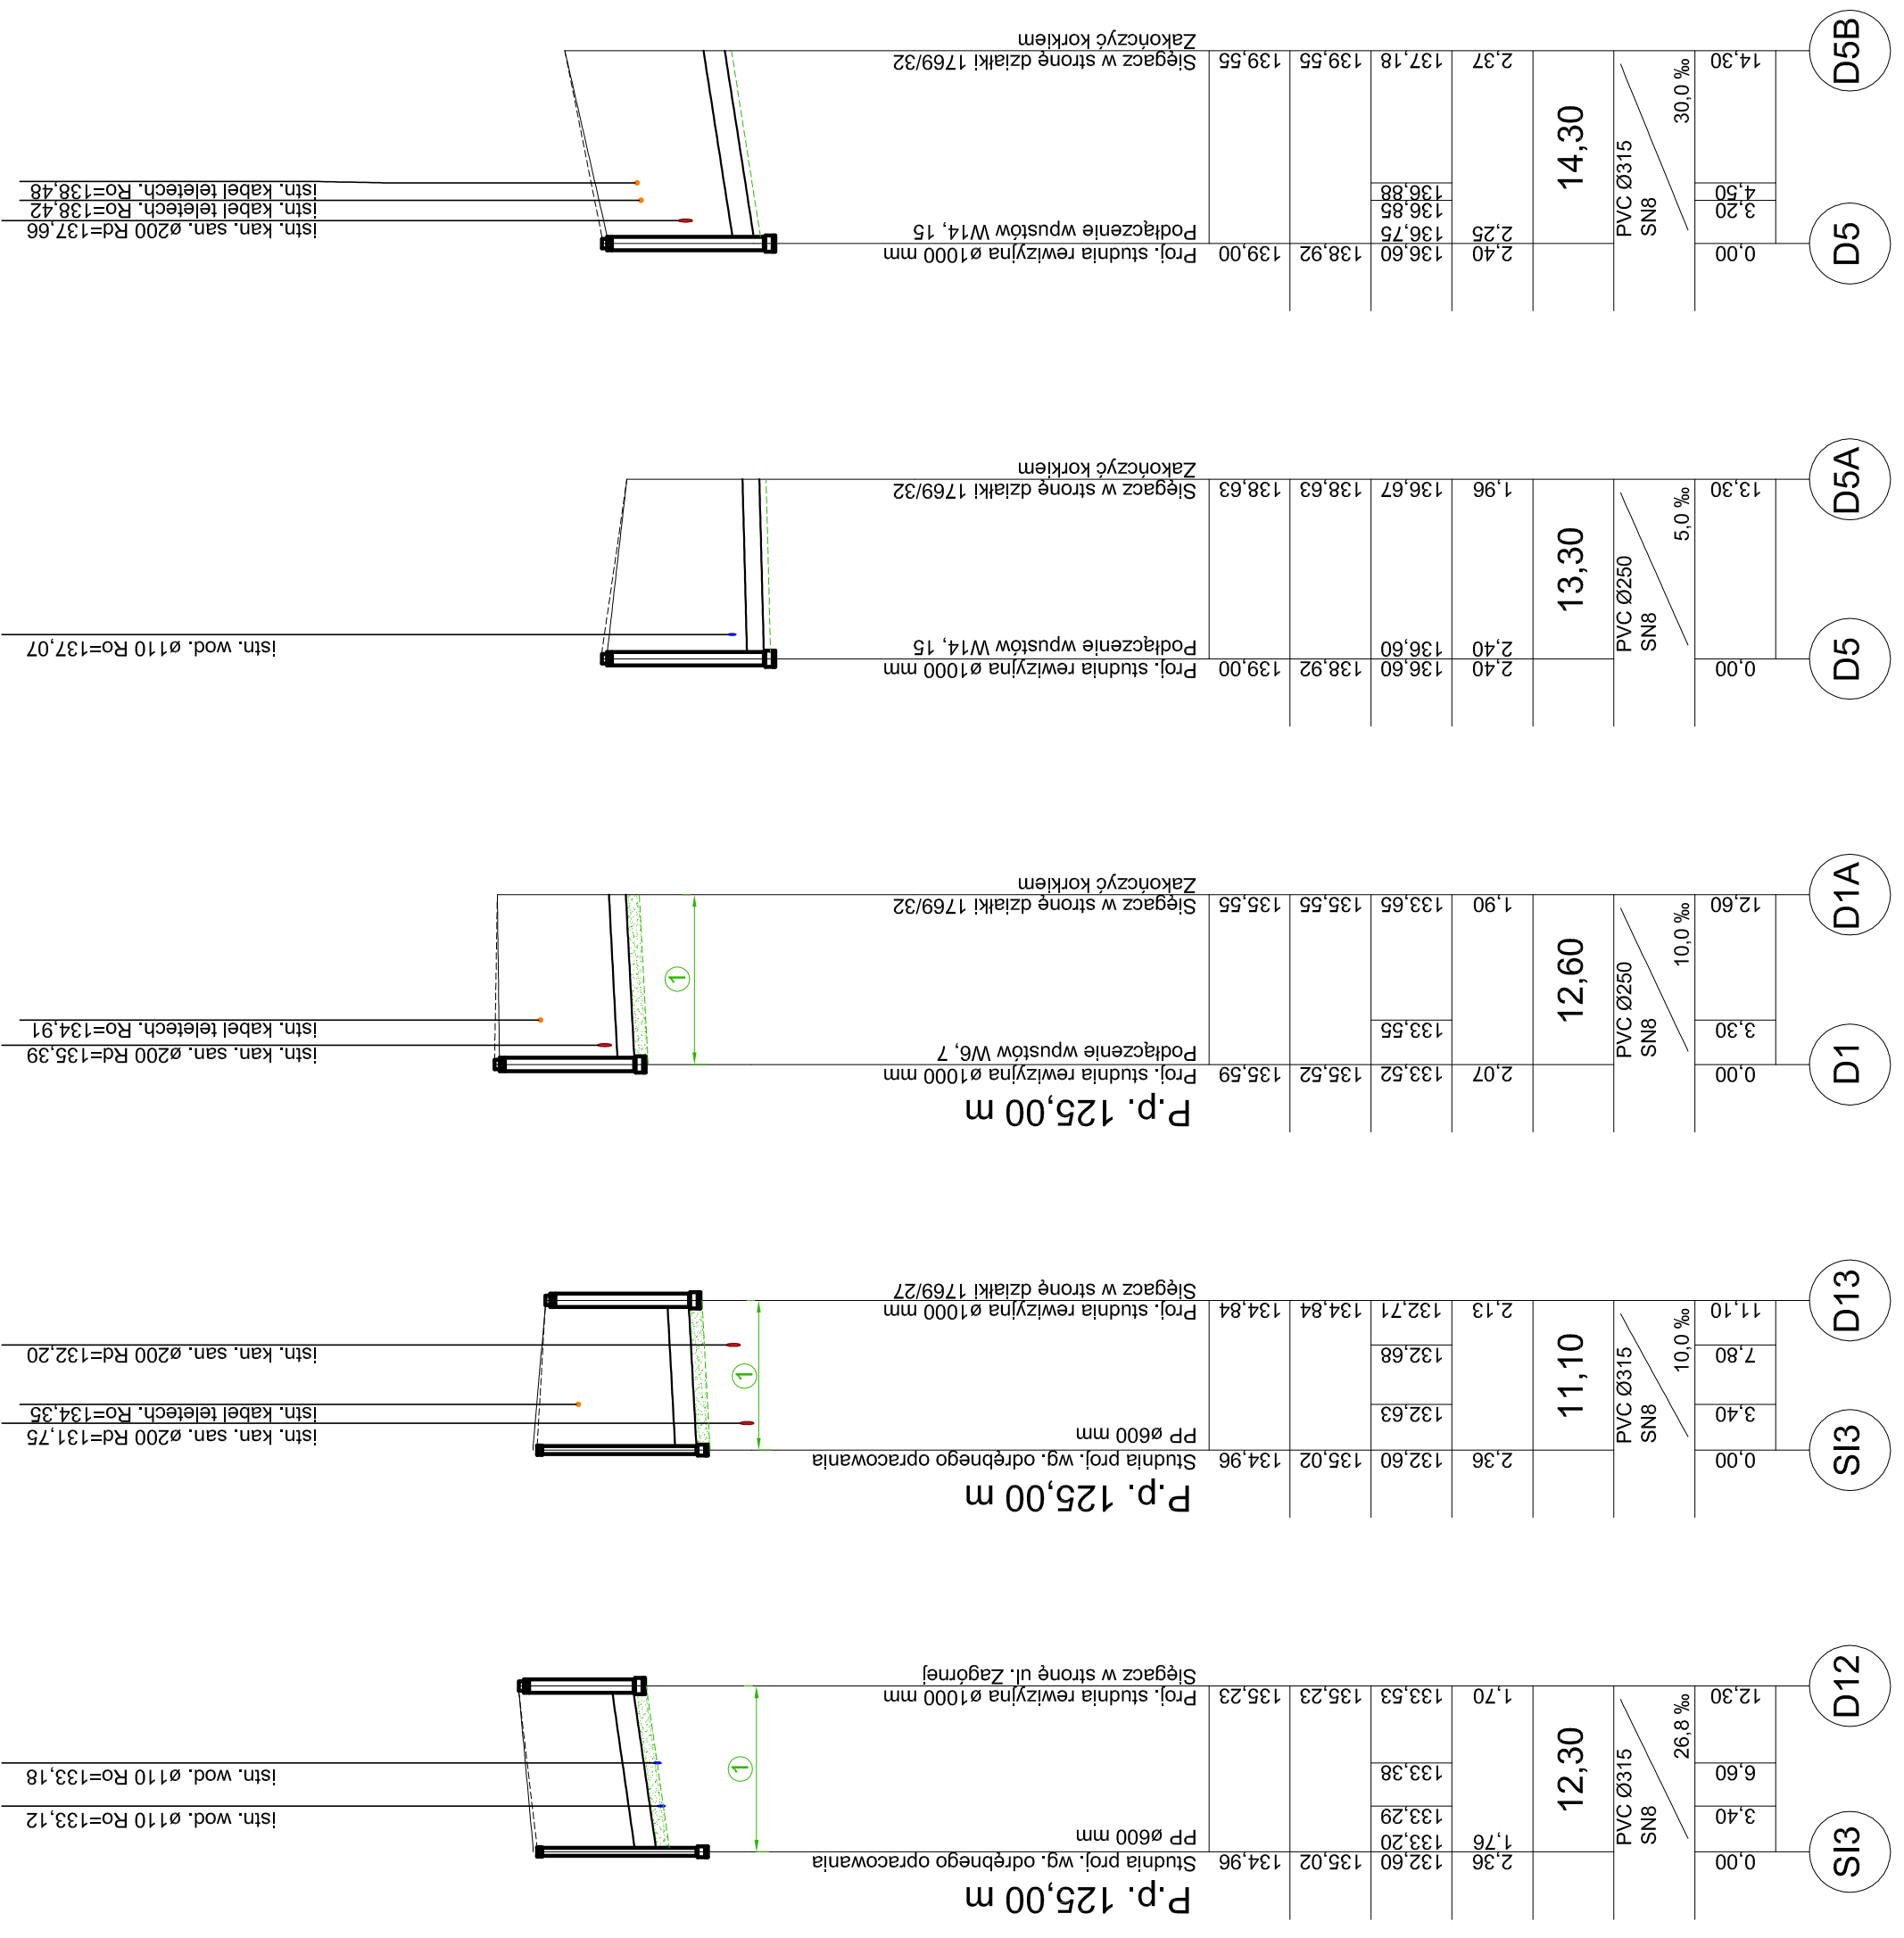 istn. wod. ø110 Ro=133,12
istn. wod. ø110 Ro=133,18
1
P.p. 125,00 m
Studnia proj. wg. odrębnego opracowania
PP ø600 mm
Proj. studnia rewizyjna ø1000 mm
Sięgacz w stronę ul. Zagórnej
134,96
135,23
135,02
135,23
132,60
133,20
133,29
133,38
133,53
2,36
1,76
1,70
12,30
PVC Ø315
SN8
26,8 ‰
0,00
3,40
6,60
12,30
SI3
D12
istn. kan. san. ø200 Rd=131,75
istn. kabel teletech. Ro=134,35
istn. kan. san. ø200 Rd=132,20
1
P.p. 125,00 m
Studnia proj. wg. odrębnego opracowania
PP ø600 mm
Proj. studnia rewizyjna ø1000 mm
Sięgacz w stronę działki 1769/27
134,96
134,84
135,02
134,84
132,60
132,63
132,68
132,71
2,36
2,13
11,10
PVC Ø315
SN8
10,0 ‰
0,00
3,40
7,80
11,10
SI3
D13
istn. kan. san. ø200 Rd=135,39
istn. kabel teletech. Ro=134,91
1
P.p. 125,00 m
Proj. studnia rewizyjna ø1000 mm
Podłączenie wpustów W6, 7
Sięgacz w stronę działki 1769/32
Zakończyć korkiem
135,59
135,55
135,52
135,55
133,52
133,55
133,65
2,07
1,90
12,60
PVC Ø250
SN8
10,0 ‰
0,00
3,30
12,60
D1
D1A
istn. wod. ø110 Ro=137,07
Proj. studnia rewizyjna ø1000 mm
Podłączenie wpustów W14, 15
Sięgacz w stronę działki 1769/32
Zakończyć korkiem
139,00
138,63
138,92
138,63
136,60
136,60
136,67
2,40
2,40
1,96
13,30
PVC Ø250
SN8
5,0 ‰
0,00
13,30
D5
D5A
istn. kan. san. ø200 Rd=137,66
istn. kabel teletech. Ro=138,42
istn. kabel teletech. Ro=138,48
Proj. studnia rewizyjna ø1000 mm
Podłączenie wpustów W14, 15
Sięgacz w stronę działki 1769/32
Zakończyć korkiem
139,00
139,55
138,92
139,55
136,60
136,75
136,85
136,88
137,18
2,40
2,25
2,37
14,30
PVC Ø315
SN8
30,0 ‰
0,00
3,20
4,50
14,30
D5
D5B